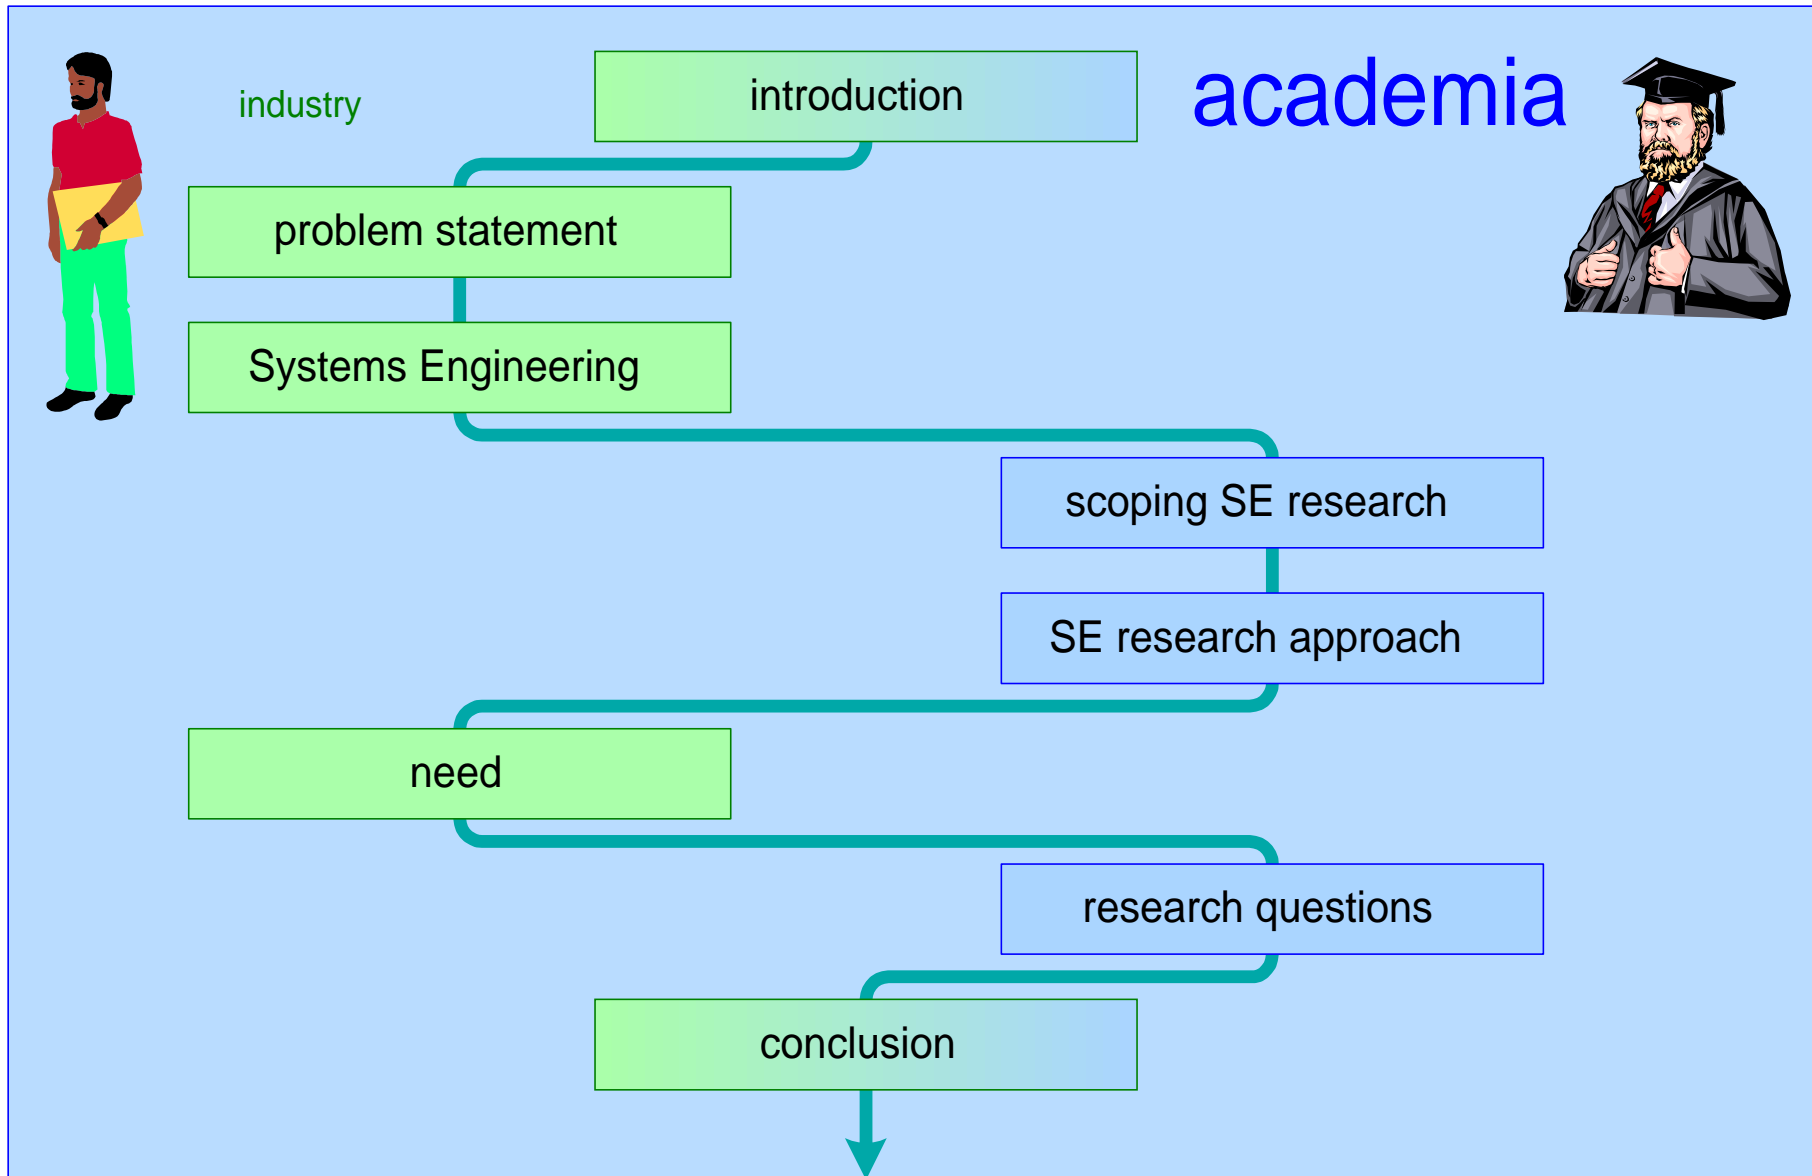 industry
introduction
academia
problem statement
Systems Engineering
scoping SE research
SE research approach
need
research questions
conclusion